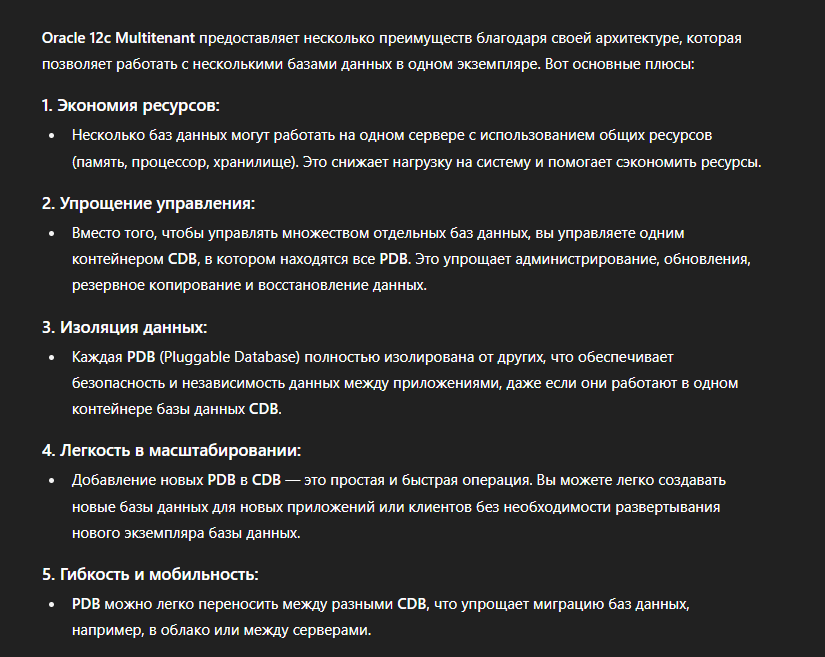 Oracle 12c Multitenant предоставляет несколько преимуществ благодаря своей архитектуре, которая
позволяет работать с несколькими базами данных в одном экземпляре. Вот основные плюсы:
1. Экономия ресурсов:
• Несколько баз данных могут работать на одном сервере с использованием общих ресурсов
(память, процессор, хранилище). Это снижает нагрузку на систему и помогает сэкономить ресурсы.
2. Упрощение управления:
• Вместо того, чтобы управлять множеством отдельных баз данных, вы управляете одним
контейнером CDB, в котором находятся все PDB. Это упрощает администрирование, обновления,
резервное копирование и восстановление данных.
3. Изоляция данных:
• Каждая PDB (Pluggable Database) полностью изолирована от других, что обеспечивает
безопасность и независимость данных между приложениями, даже если они работают в одном
контейнере базы данных CDB.
4. Легкость в масштабировании:
• Добавление новых PDB в CDB — это простая и быстрая операция. Вы можете легко создавать
новые базы данных для новых приложений или клиентов без необходимости развертывания
нового экземпляра базы данных.
5. Гибкость и мобильность:
• PDB можно легко переносить между разными CDB, что упрощает миграцию баз данных,
например, в облако или между серверами.